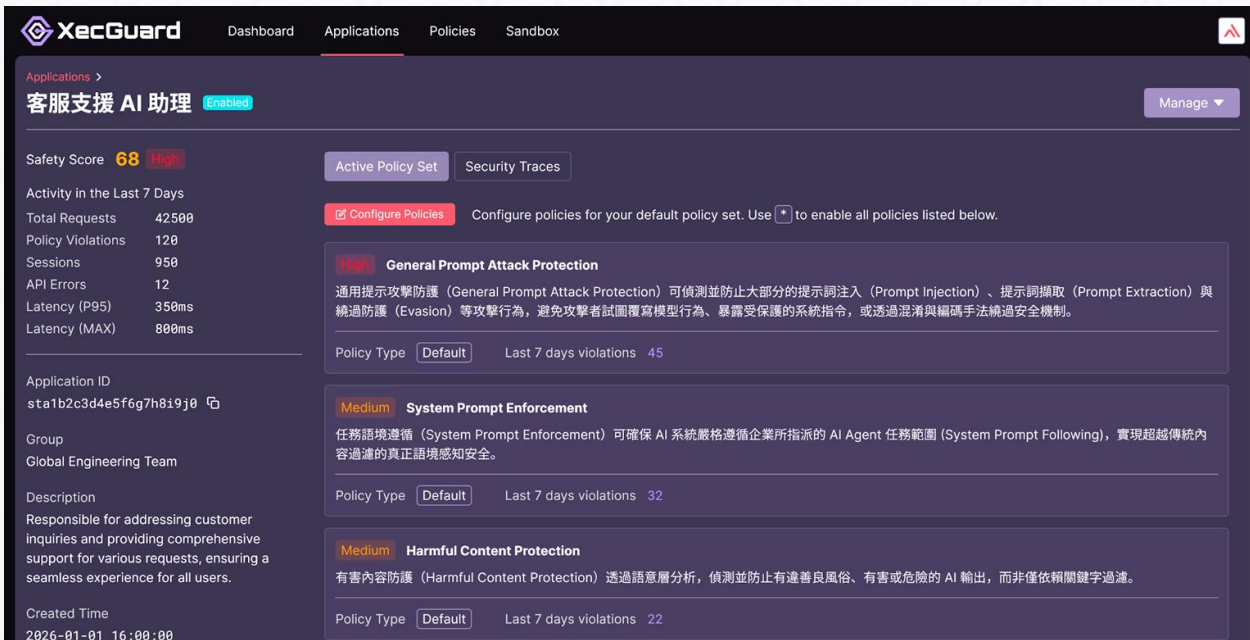 XecGuard
Dashboard
Applications
Policies
Sandbox
Applications >
客服支援 AI 助理 Enabled
Manage
Safety Score 68 High
Activity in the Last 7 Days
Total Requests 42500
Policy Violations 120
Sessions 950
API Errors 12
Latency (P95) 350ms
Latency (MAX) 800ms
Application ID
sta1b2c3d4e5f6g7h8i9j0
Group
Global Engineering Team
Description
Responsible for addressing customer
inquiries and providing comprehensive
support for various requests, ensuring a
seamless experience for all users.
Created Time
2026-01-01 16:00:00
Active Policy Set
Security Traces
Configure Policies
Configure policies for your default policy set. Use * to enable all policies listed below.
High General Prompt Attack Protection
通用提示攻擊防護（General Prompt Attack Protection）可偵測並防止大部分的提示詞注入（Prompt Injection）、提示詞擷取（Prompt Extraction）與
繞過防護（Evasion）等攻擊行為，避免攻擊者試圖覆寫模型行為、暴露受保護的系統指令，或透過混淆與編碼手法繞過安全機制。
Policy Type Default Last 7 days violations 45
Medium System Prompt Enforcement
任務語境遵循（System Prompt Enforcement）可確保 AI 系統嚴格遵循企業所指派的 AI Agent 任務範圍 (System Prompt Following)，實現超越傳統內
容過濾的真正語境感知安全。
Policy Type Default Last 7 days violations 32
Medium Harmful Content Protection
有害內容防護（Harmful Content Protection）透過語意層分析，偵測並防止有違善良風俗、有害或危險的 AI 輸出，而非僅依賴關鍵字過濾。
Policy Type Default Last 7 days violations 22